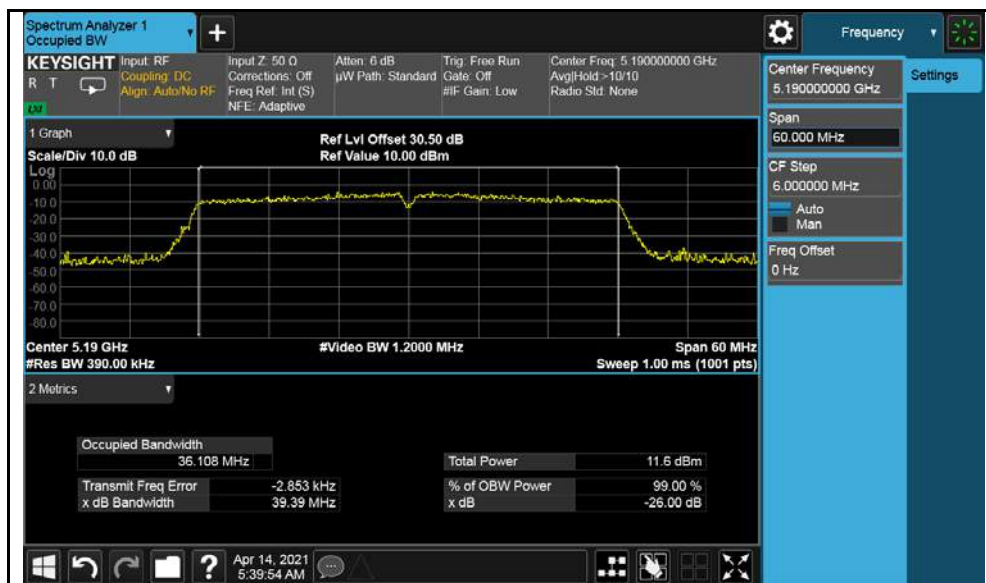 Spectrum Analyzer 1
Occupied BW
+
Frequency
KEYSIGHT
R T
Input: RF
Coupling: DC
Align: Auto/No RF
Input Z: 50 Ω
Corrections: Off
Freq Ref: Int (S)
NFE: Adaptive
Atten: 6 dB
µW Path: Standard
Trig: Free Run
Gate: Off
#IF Gain: Low
Center Freq: 5.190000000 GHz
Avg|Hold:>10/10
Radio Std: None
Center Frequency
5.190000000 GHz
Settings
Span
60.000 MHz
CF Step
6.000000 MHz
Auto
Man
Freq Offset
0 Hz
1 Graph
Scale/Div 10.0 dB
Ref Lvl Offset 30.50 dB
Ref Value 10.00 dBm
Log
0.00
-10.0
-20.0
-30.0
-40.0
-50.0
-60.0
-70.0
-80.0
Center 5.19 GHz
#Video BW 1.2000 MHz
Span 60 MHz
#Res BW 390.00 kHz
Sweep 1.00 ms (1001 pts)
2 Metrics
Occupied Bandwidth
36.108 MHz
Total Power 11.6 dBm
Transmit Freq Error -2.853 kHz
% of OBW Power 99.00 %
x dB Bandwidth 39.39 MHz
x dB -26.00 dB
?
Apr 14, 2021
5:39:54 AM